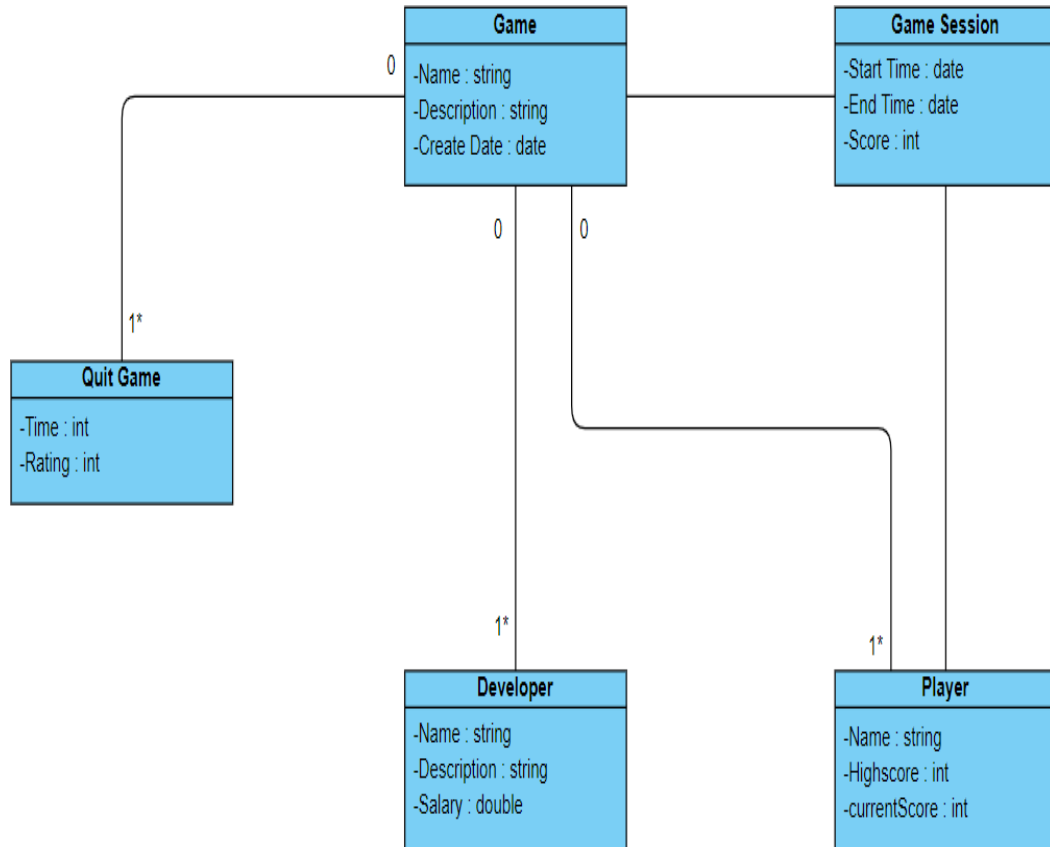 Game
-Name : string
-Description : string
-Create Date : date
Game Session
-Start Time : date
-End Time : date
-Score : int
0
0
0
1*
Quit Game
-Time : int
-Rating : int
1*
1*
Developer
-Name : string
-Description : string
-Salary : double
Player
-Name : string
-Highscore : int
-currentScore : int